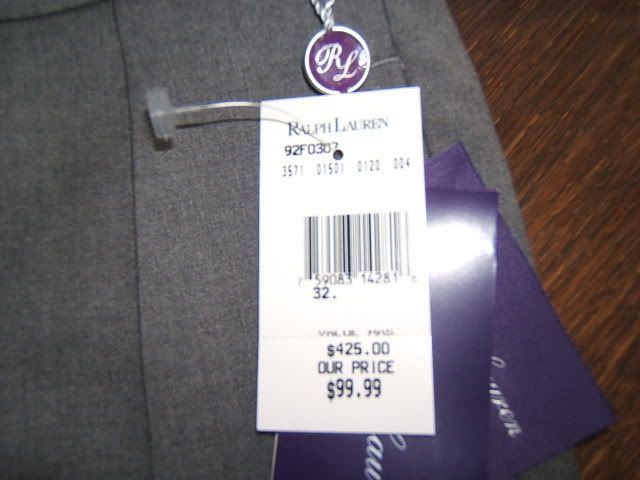 RL
RALPH LAUREN
92F0307
3571 01501 0120 004
7 59083 14281 6
32.
$425.00
OUR PRICE
$99.99